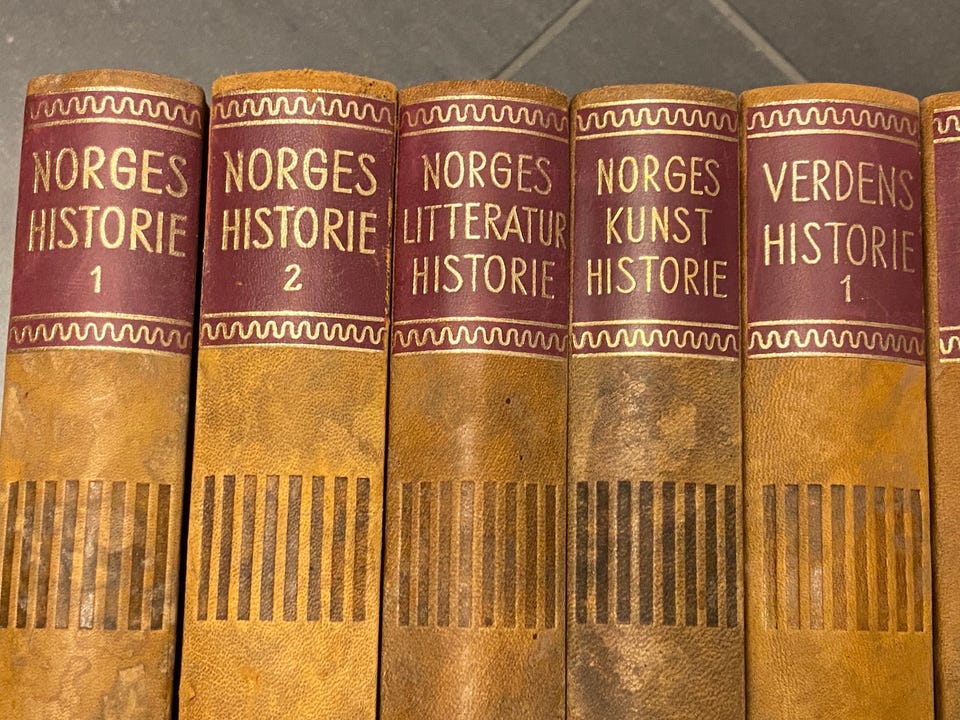 NORGES
HISTORIE
1
NORGES
HISTORIE
2
NORGES
LITTERATUR
HISTORIE
NORGES
KUNST
HISTORIE
VERDENS
HISTORIE
1